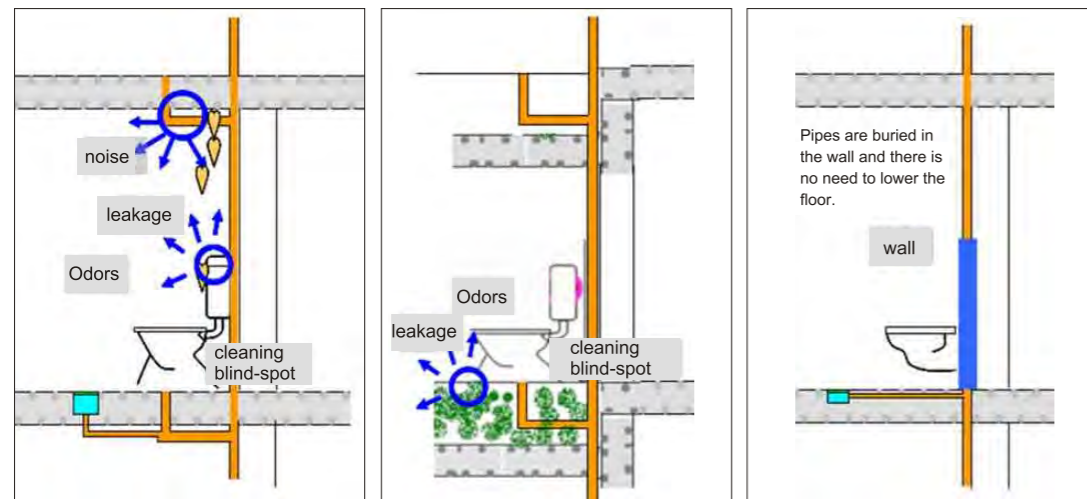 noise
leakage
Odors
cleaning
blind-spot
Odors
leakage
cleaning
blind-spot
Pipes are buried in
the wall and there is
no need to lower the
floor.
wall